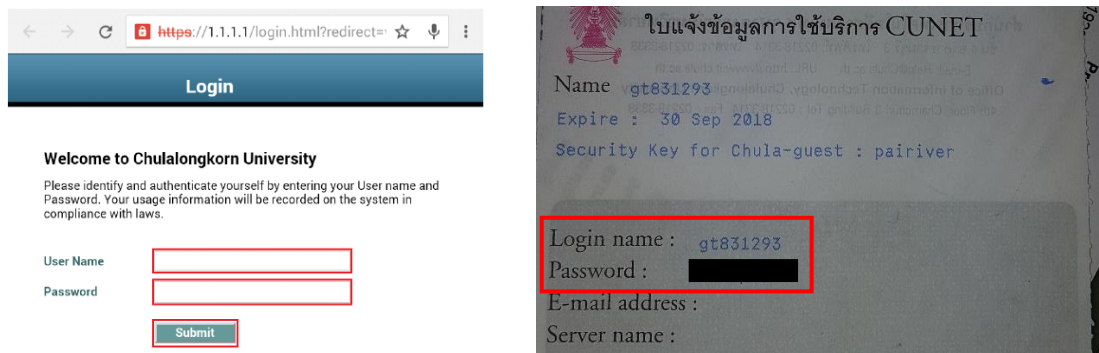 https://1.1.1.1/login.html?redirect=
Login
Welcome to Chulalongkorn University
Please identify and authenticate yourself by entering your User name and
Password. Your usage information will be recorded on the system in
compliance with laws.
User Name
Password
Submit
ใบแจ้งข้อมูลการใช้บริการ CUNET
Name gt831293
Expire : 30 Sep 2018
Security Key for Chula-guest : pairiver
Login name : gt831293
Password :
E-mail address :
Server name :